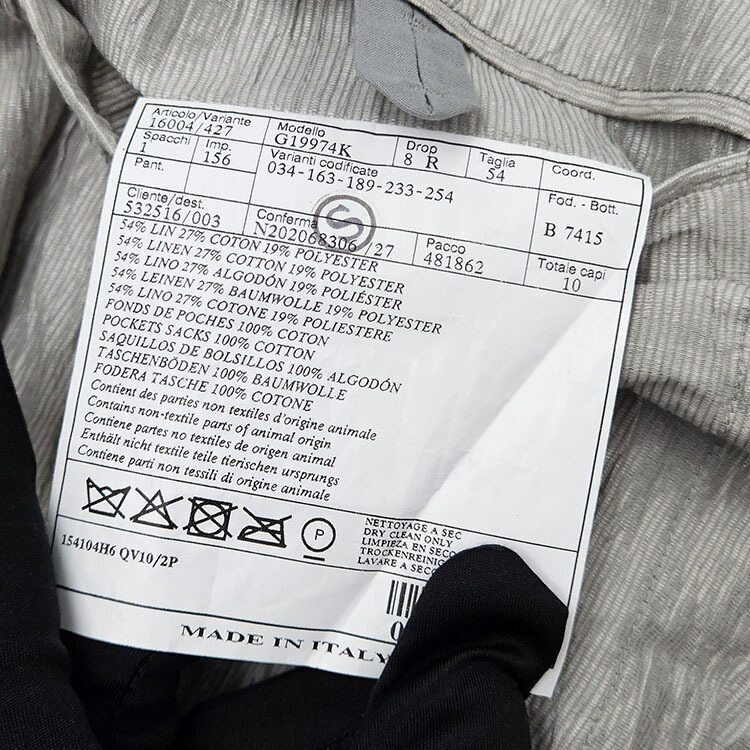 Articolo/Variante
16004/427
Modello
G19974K
Drop
8 R
Taglia
54
Coord.
Spacchi
1
Imp.
156
Varianti codificate
034-163-189-233-254
Fod. - Bott.
B 7415
Pant.
Cliente/dest.
532516/003
Conferma
N202068306/27
S
Pacco
481862
Totale capi
10
54% LIN 27% COTON 19% POLYESTER
54% LINEN 27% COTTON 19% POLYESTER
54% LINO 27% ALGODÓN 19% POLIÉSTER
54% LEINEN 27% BAUMWOLLE 19% POLYESTER
54% LINO 27% COTONE 19% POLIESTERE
FONDS DE POCHES 100% COTON
POCKETS SACKS 100% COTTON
SAQUILLOS DE BOLSILLOS 100% ALGODÓN
TASCHENBÖDEN 100% BAUMWOLLE
FODERA TASCHE 100% COTONE
Contient des parties non textiles d'origine animale
Contains non-textile parts of animal origin
Contiene partes no textiles de origen animal
Enthält nicht textile teile tierischen ursprungs
Contiene parti non tessili di origine animale
P
NETTOYAGE A SEC
DRY CLEAN ONLY
LIMPIEZA EN SECO
TROCKENREINIG
LAVARE A SECC
154104H6 QV10/2P
0
MADE IN ITALY